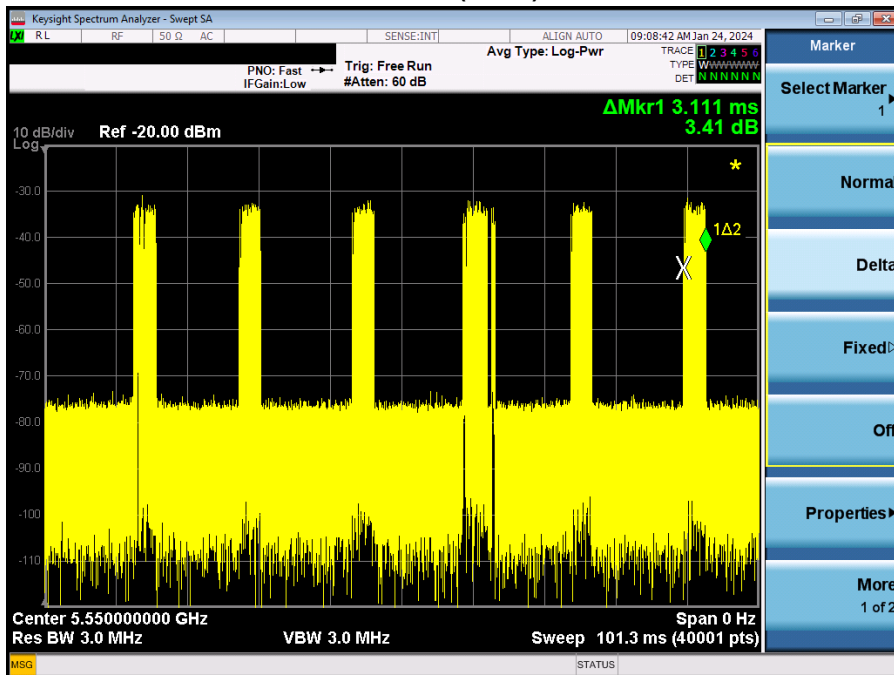 Keysight Spectrum Analyzer - Swept SA
LXI RL RF 50 Ω AC SENSE:INT ALIGN AUTO 09:08:42 AM Jan 24, 2024
PNO: Fast
IFGain:Low
Trig: Free Run
#Atten: 60 dB
Avg Type: Log-Pwr
TRACE 1 2 3 4 5 6
TYPE WWWWWW
DET N N N N N N
ΔMkr1 3.111 ms
3.41 dB
10 dB/div Ref -20.00 dBm
Log
-30.0
-40.0
-50.0
-60.0
-70.0
-80.0
-90.0
-100
-110
1Δ2
Center 5.550000000 GHz
Span 0 Hz
Res BW 3.0 MHz
VBW 3.0 MHz
Sweep 101.3 ms (40001 pts)
MSG
STATUS
Marker
Select Marker
1
Normal
Delta
Fixed
Off
Properties
More
1 of 2